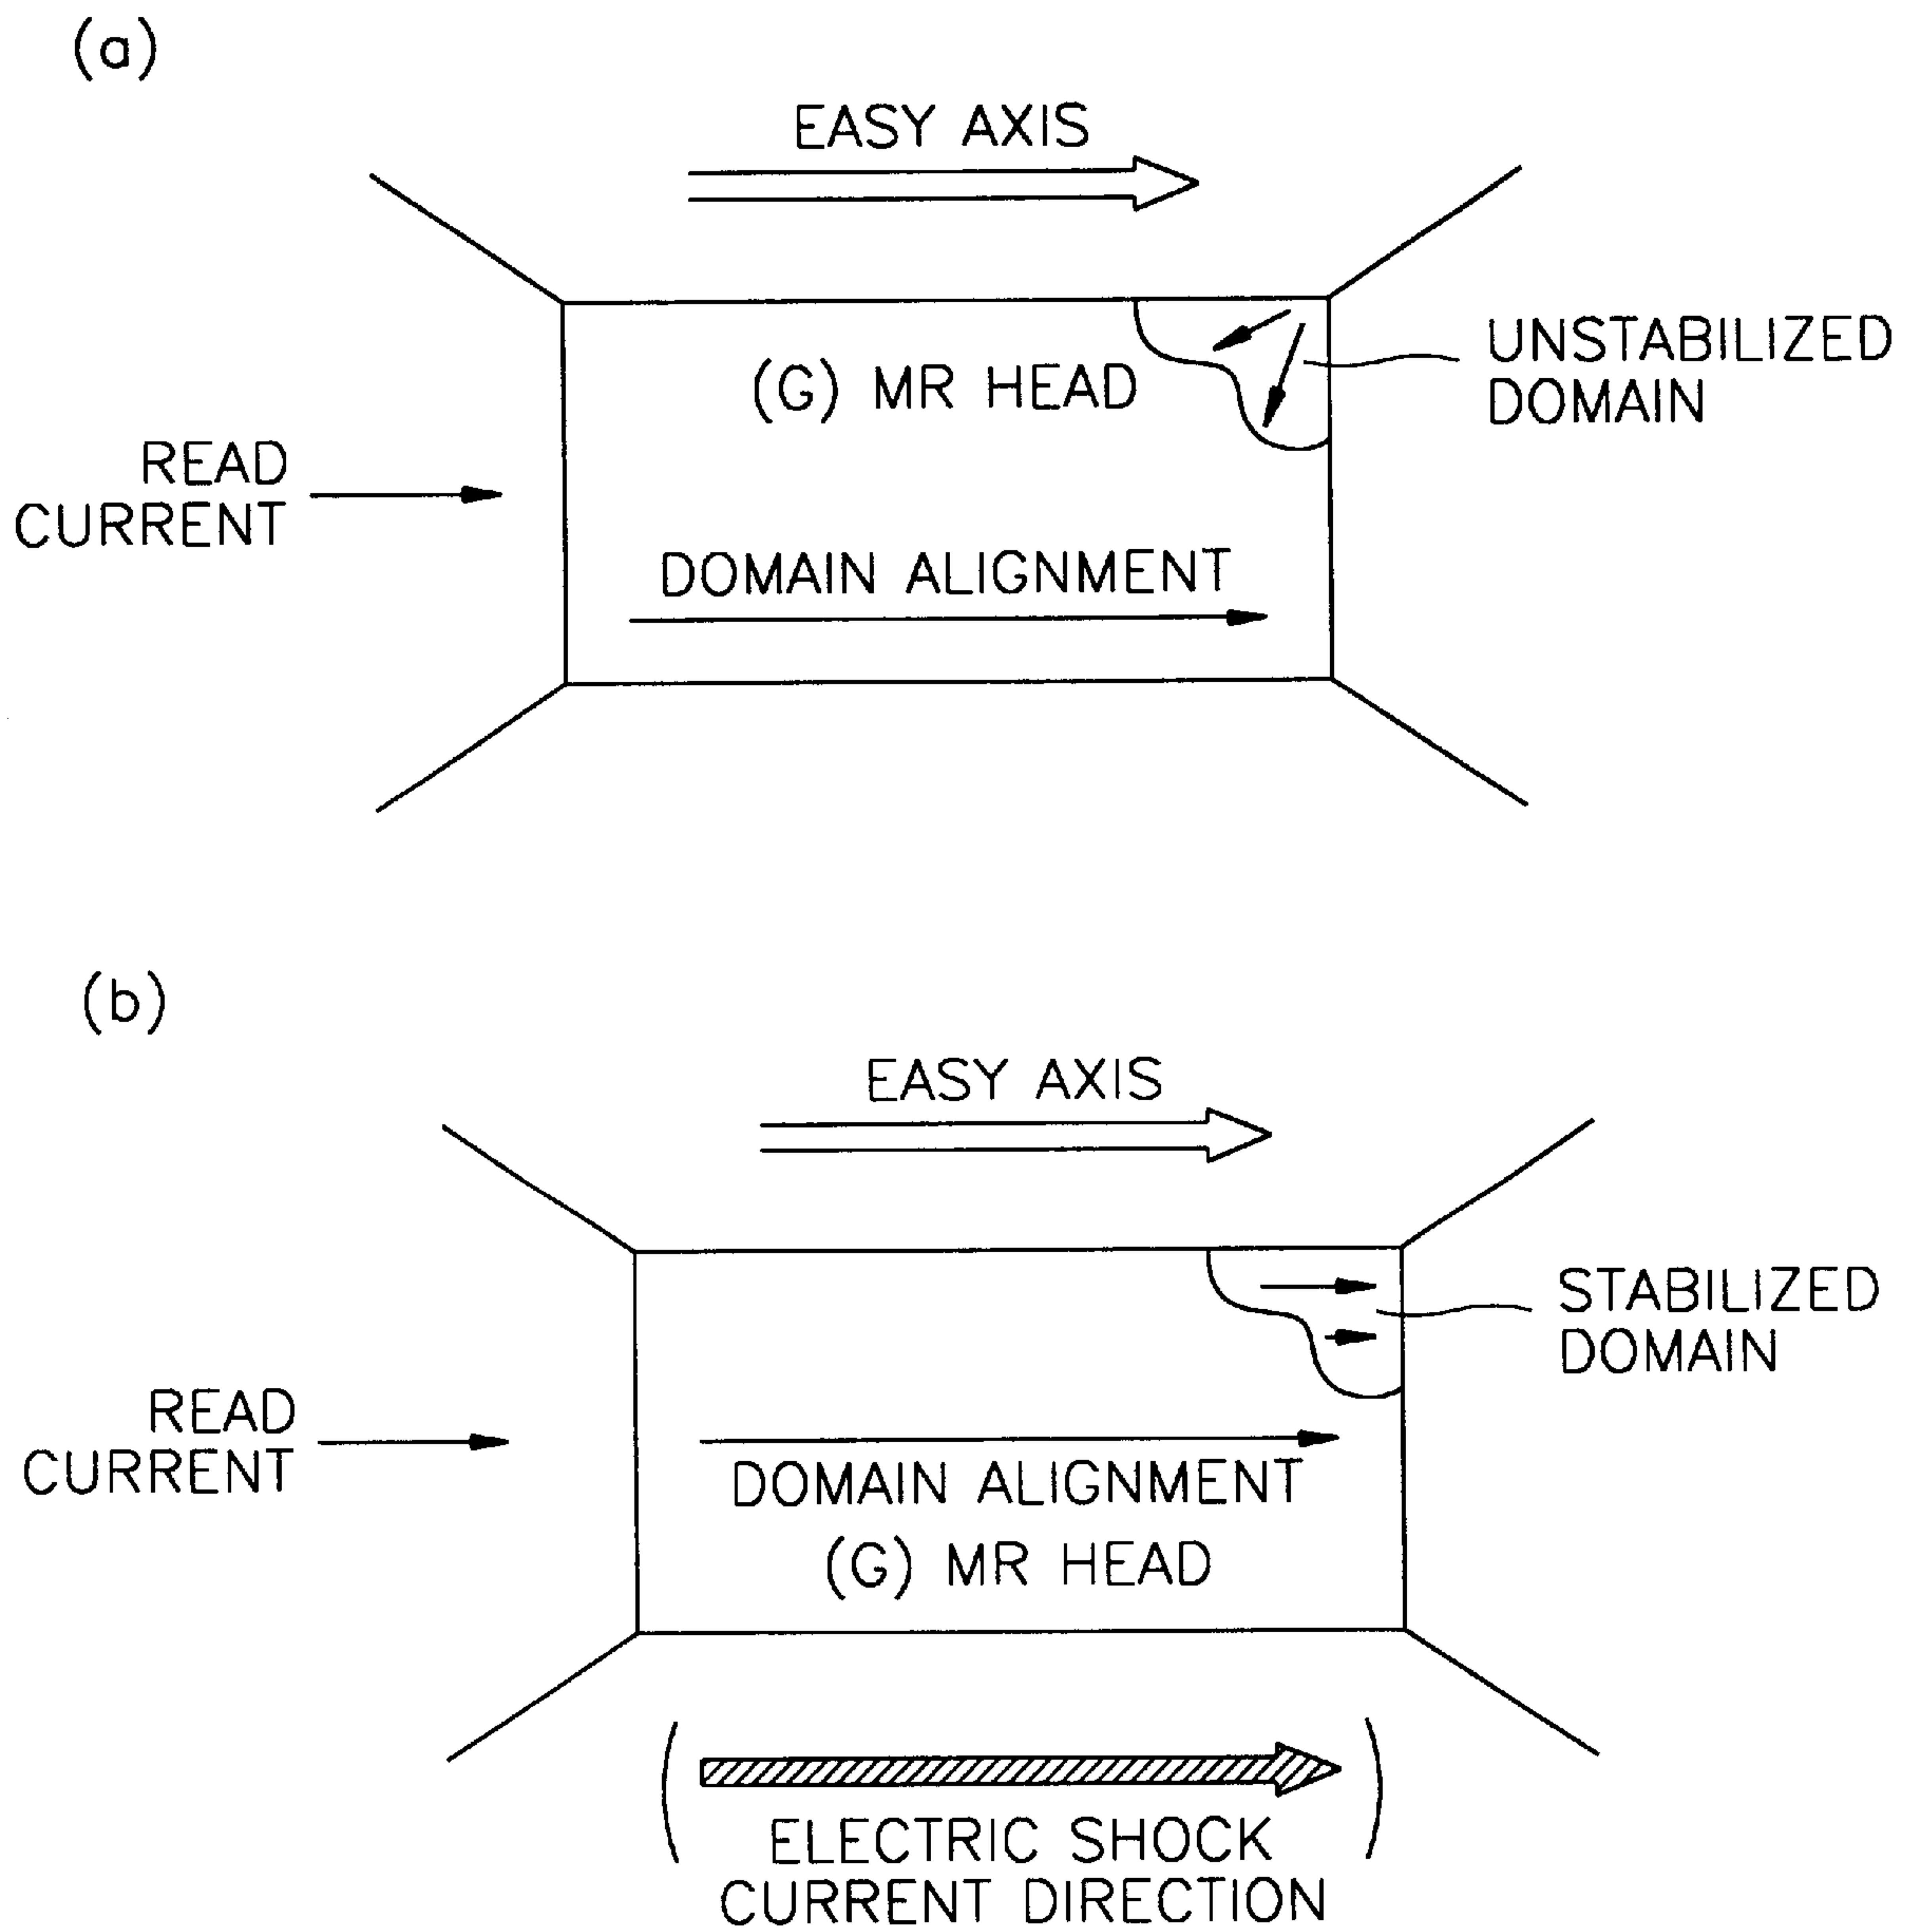 (a)
EASY AXIS
(G) MR HEAD
UNSTABILIZED
DOMAIN
READ
CURRENT
DOMAIN ALIGNMENT
(b)
EASY AXIS
STABILIZED
DOMAIN
READ
CURRENT
DOMAIN ALIGNMENT
(G) MR HEAD
ELECTRIC SHOCK
CURRENT DIRECTION